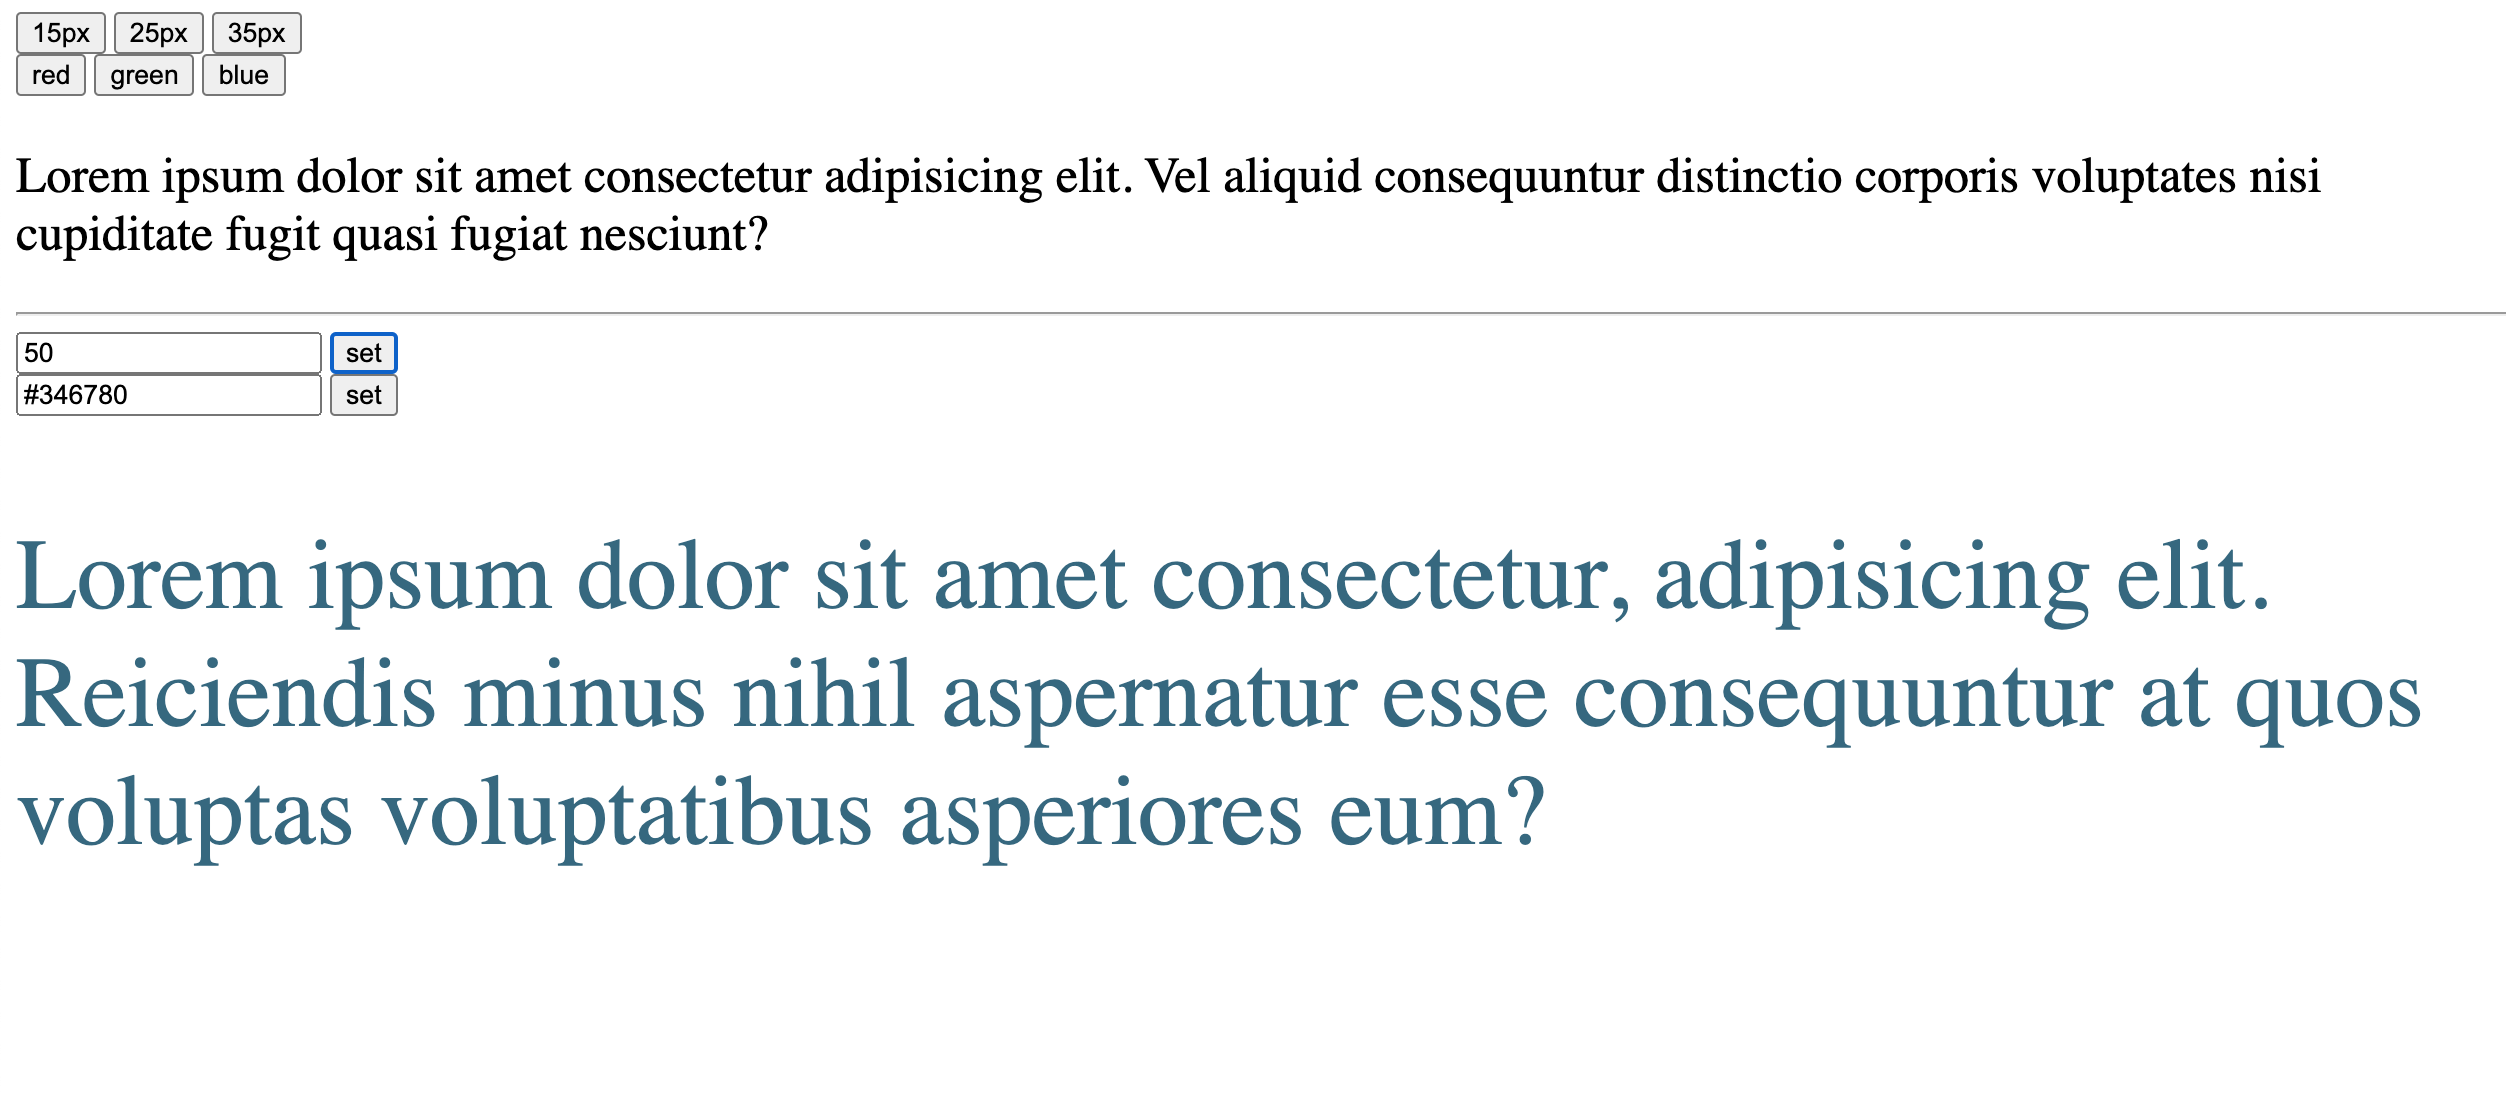 15px 25px 35px
red green blue
Lorem ipsum dolor sit amet consectetur adipisicing elit. Vel aliquid consequuntur distinctio corporis voluptates nisi
cupiditate fugit quasi fugiat nesciunt?
50 set
#346780 set
Lorem ipsum dolor sit amet consectetur, adipisicing elit.
Reiciendis minus nihil aspernatur esse consequuntur at quos
voluptas voluptatibus asperiores eum?